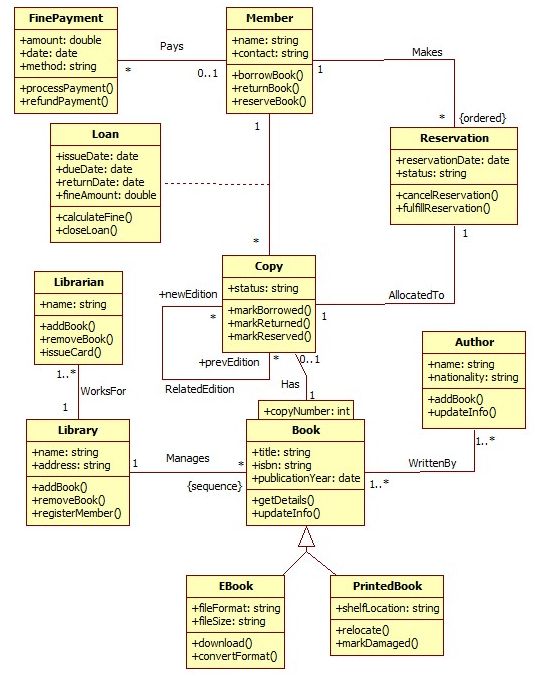 FinePayment
+amount: double
+date: date
+method: string
+processPayment()
+refundPayment()
Pays
*
0..1
Member
+name: string
+contact: string
+borrowBook()
+returnBook()
+reserveBook()
1
Makes
*
{ordered}
1
Loan
+issueDate: date
+dueDate: date
+returnDate: date
+fineAmount: double
+calculateFine()
+closeLoan()
Reservation
+reservationDate: date
+status: string
+cancelReservation()
+fulfillReservation()
1
*
Copy
+status: string
+markBorrowed()
+markReturned()
+markReserved()
AllocatedTo
1
+newEdition
*
+prevEdition
*
RelatedEdition
0..1
Has
1
Librarian
+name: string
+addBook()
+removeBook()
+issueCard()
1..*
WorksFor
1
Author
+name: string
+nationality: string
+addBook()
+updateInfo()
1..*
WrittenBy
1..*
Library
+name: string
+address: string
+addBook()
+removeBook()
+registerMember()
1
Manages
*
{sequence}
+copyNumber: int
Book
+title: string
+isbn: string
+publicationYear: date
+getDetails()
+updateInfo()
EBook
+fileFormat: string
+fileSize: string
+download()
+convertFormat()
PrintedBook
+shelfLocation: string
+relocate()
+markDamaged()